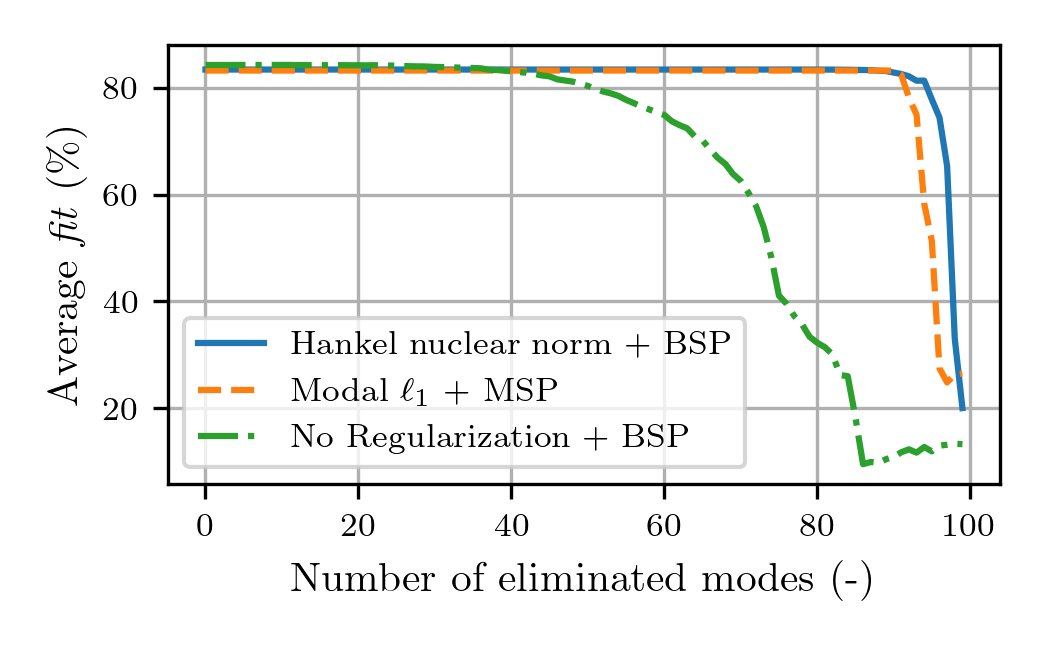 80
60
40
20
Average fit (%)
Hankel nuclear norm + BSP
Modal ℓ₁ + MSP
No Regularization + BSP
0 20 40 60 80 100
Number of eliminated modes (-)